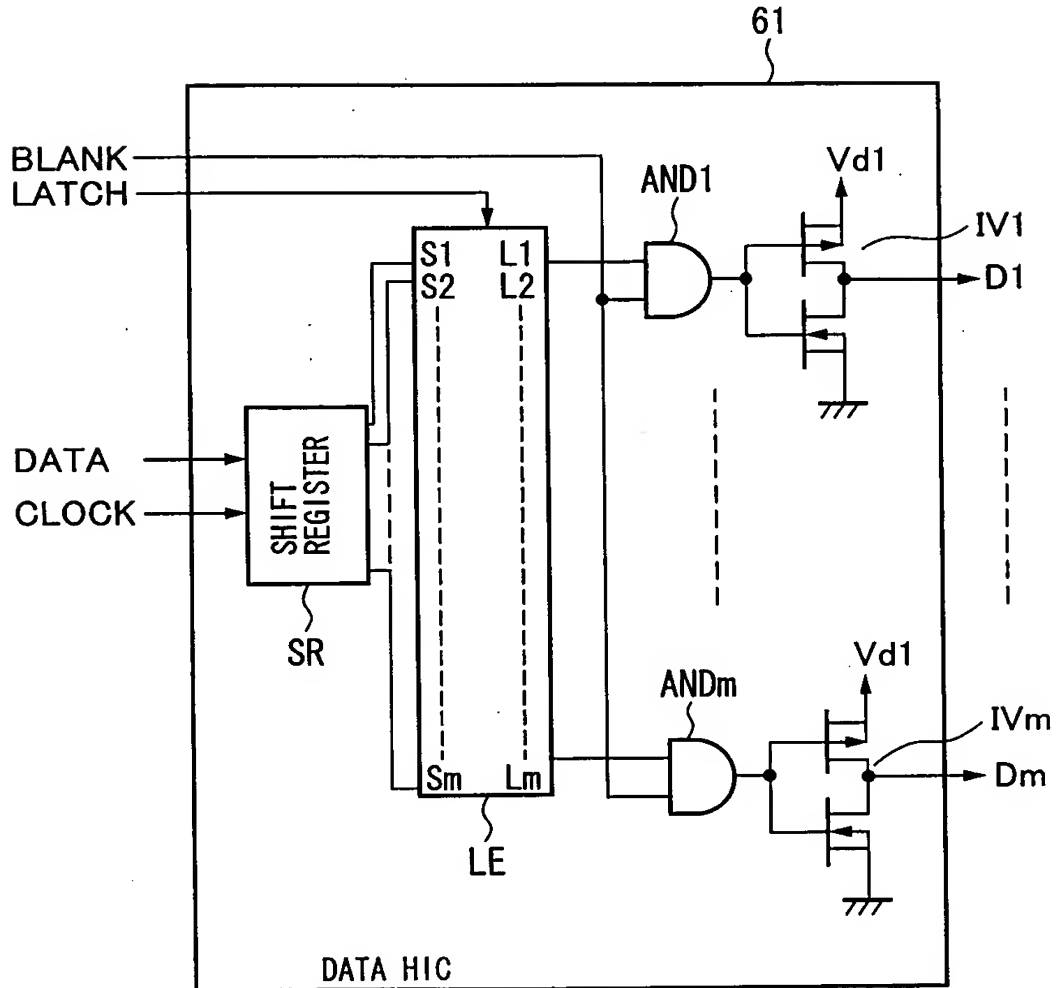 61
BLANK
LATCH
Vd1
AND1
IV1
S1 L1
D1
S2 L2
DATA
CLOCK
SHIFT
REGISTER
SR
Vd1
ANDm
IVm
Sm Lm
Dm
LE
DATA HIC